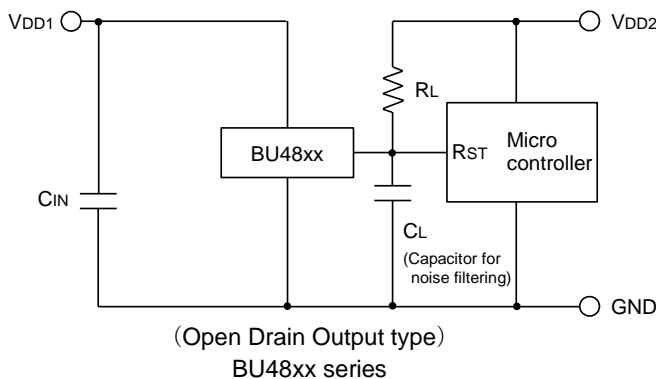 VDD1
VDD2
RL
BU48xx
RST
Micro
controller
CIN
CL
(Capacitor for
noise filtering)
GND
（Open Drain Output type）
BU48xx series